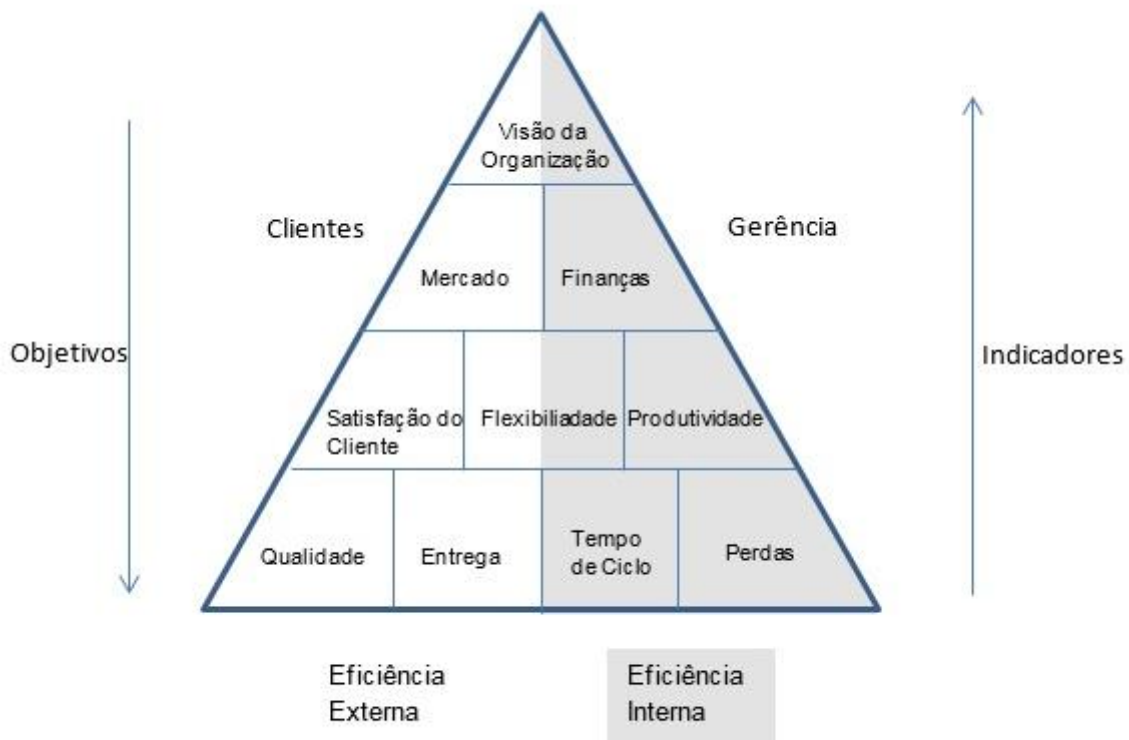 Visão da
Organização
Clientes
Gerência
Mercado
Finanças
Objetivos
Indicadores
Satisfação do
Cliente
Flexibiliadade
Produtividade
Qualidade
Entrega
Tempo
de Ciclo
Perdas
Eficiência
Externa
Eficiência
Interna